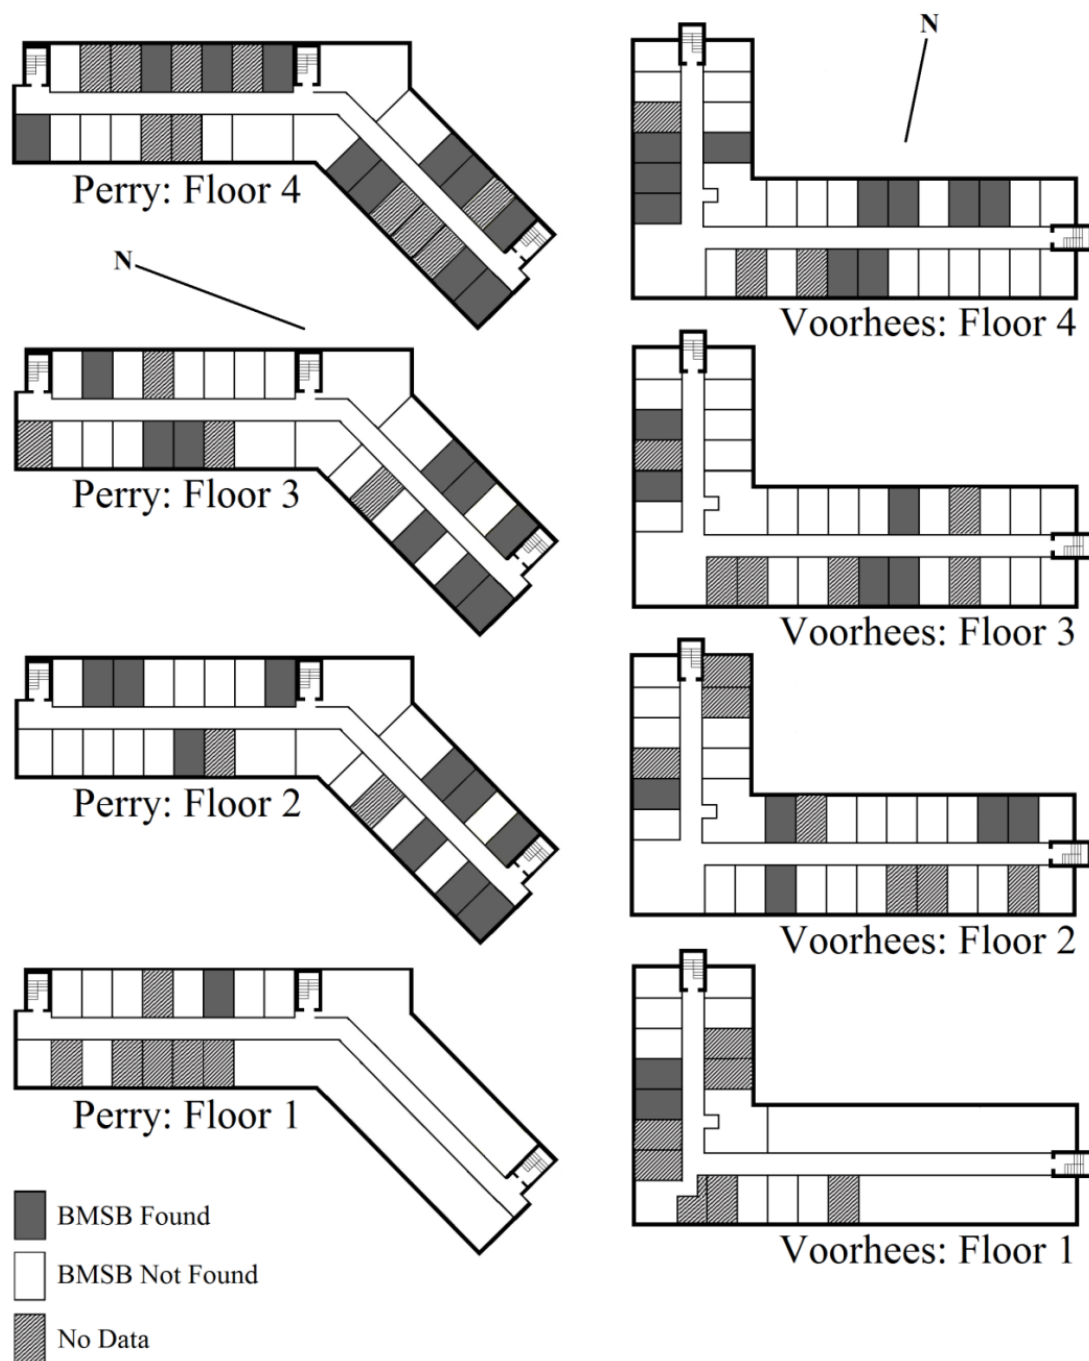 N
Perry: Floor 4
Voorhees: Floor 4
N
Perry: Floor 3
Voorhees: Floor 3
Perry: Floor 2
Voorhees: Floor 2
Perry: Floor 1
Voorhees: Floor 1
BMSB Found
BMSB Not Found
No Data